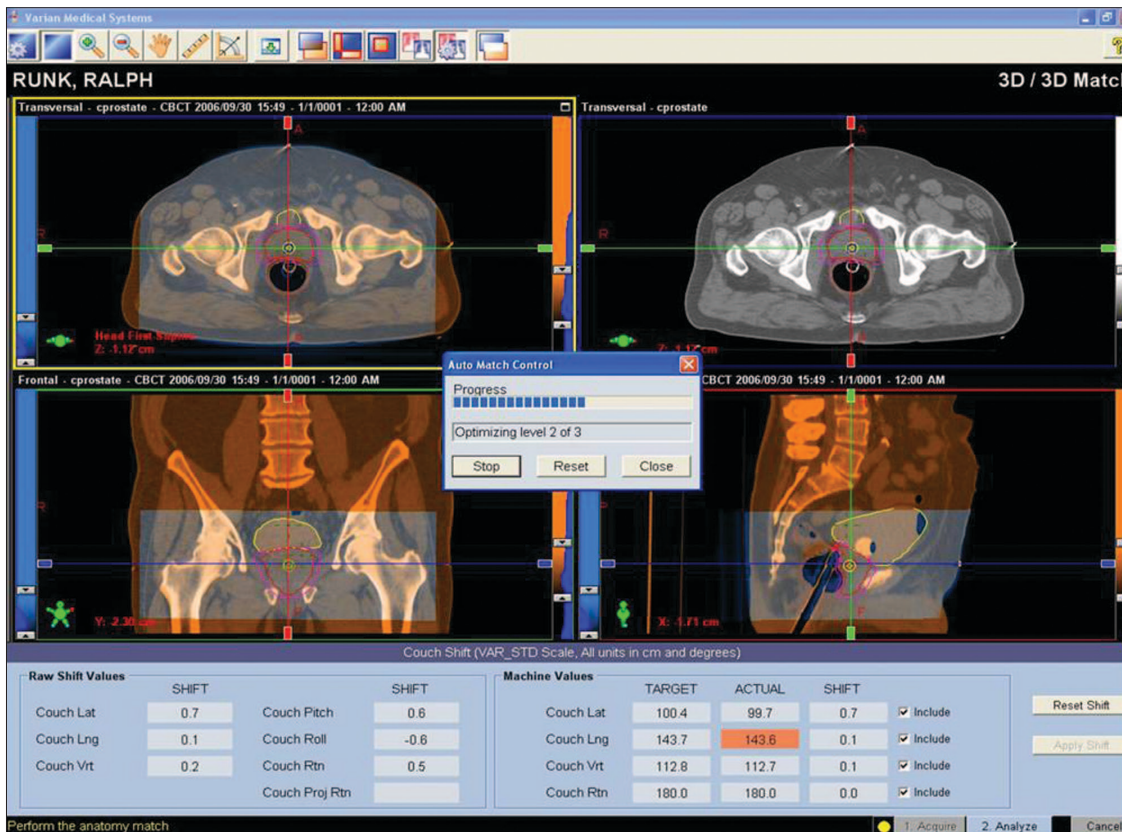 Varian Medical Systems
RUNK, RALPH
3D / 3D Match
Transversal - cprostate - CBCT 2006/09/30 15:49 - 1/1/0001 - 12:00 AM
Transversal - cprostate
A
A
R
R
Head First Supine
Z: -1.12 cm
Z: -1.12 cm
Frontal - cprostate - CBCT 2006/09/30 15:49 - 1/1/0001 - 12:00 AM
CBCT 2006/09/30 15:49 - 1/1/0001 - 12:00 AM
Auto Match Control
Progress
Optimizing level 2 of 3
Stop Reset Close
R
F
F
Y: -2.30 cm
X: -1.71 cm
Couch Shift (VAR_STD Scale, All units in cm and degrees)
Raw Shift Values
SHIFT SHIFT
Couch Lat 0.7 Couch Pitch 0.6
Couch Lng 0.1 Couch Roll -0.6
Couch Vrt 0.2 Couch Rtn 0.5
Couch Proj Rtn
Machine Values
TARGET ACTUAL SHIFT
Couch Lat 100.4 99.7 0.7 Include
Couch Lng 143.7 143.6 0.1 Include
Couch Vrt 112.8 112.7 0.1 Include
Couch Rtn 180.0 180.0 0.0 Include
Reset Shift
Apply Shift
Perform the anatomy match
1. Acquire 2. Analyze Cancel